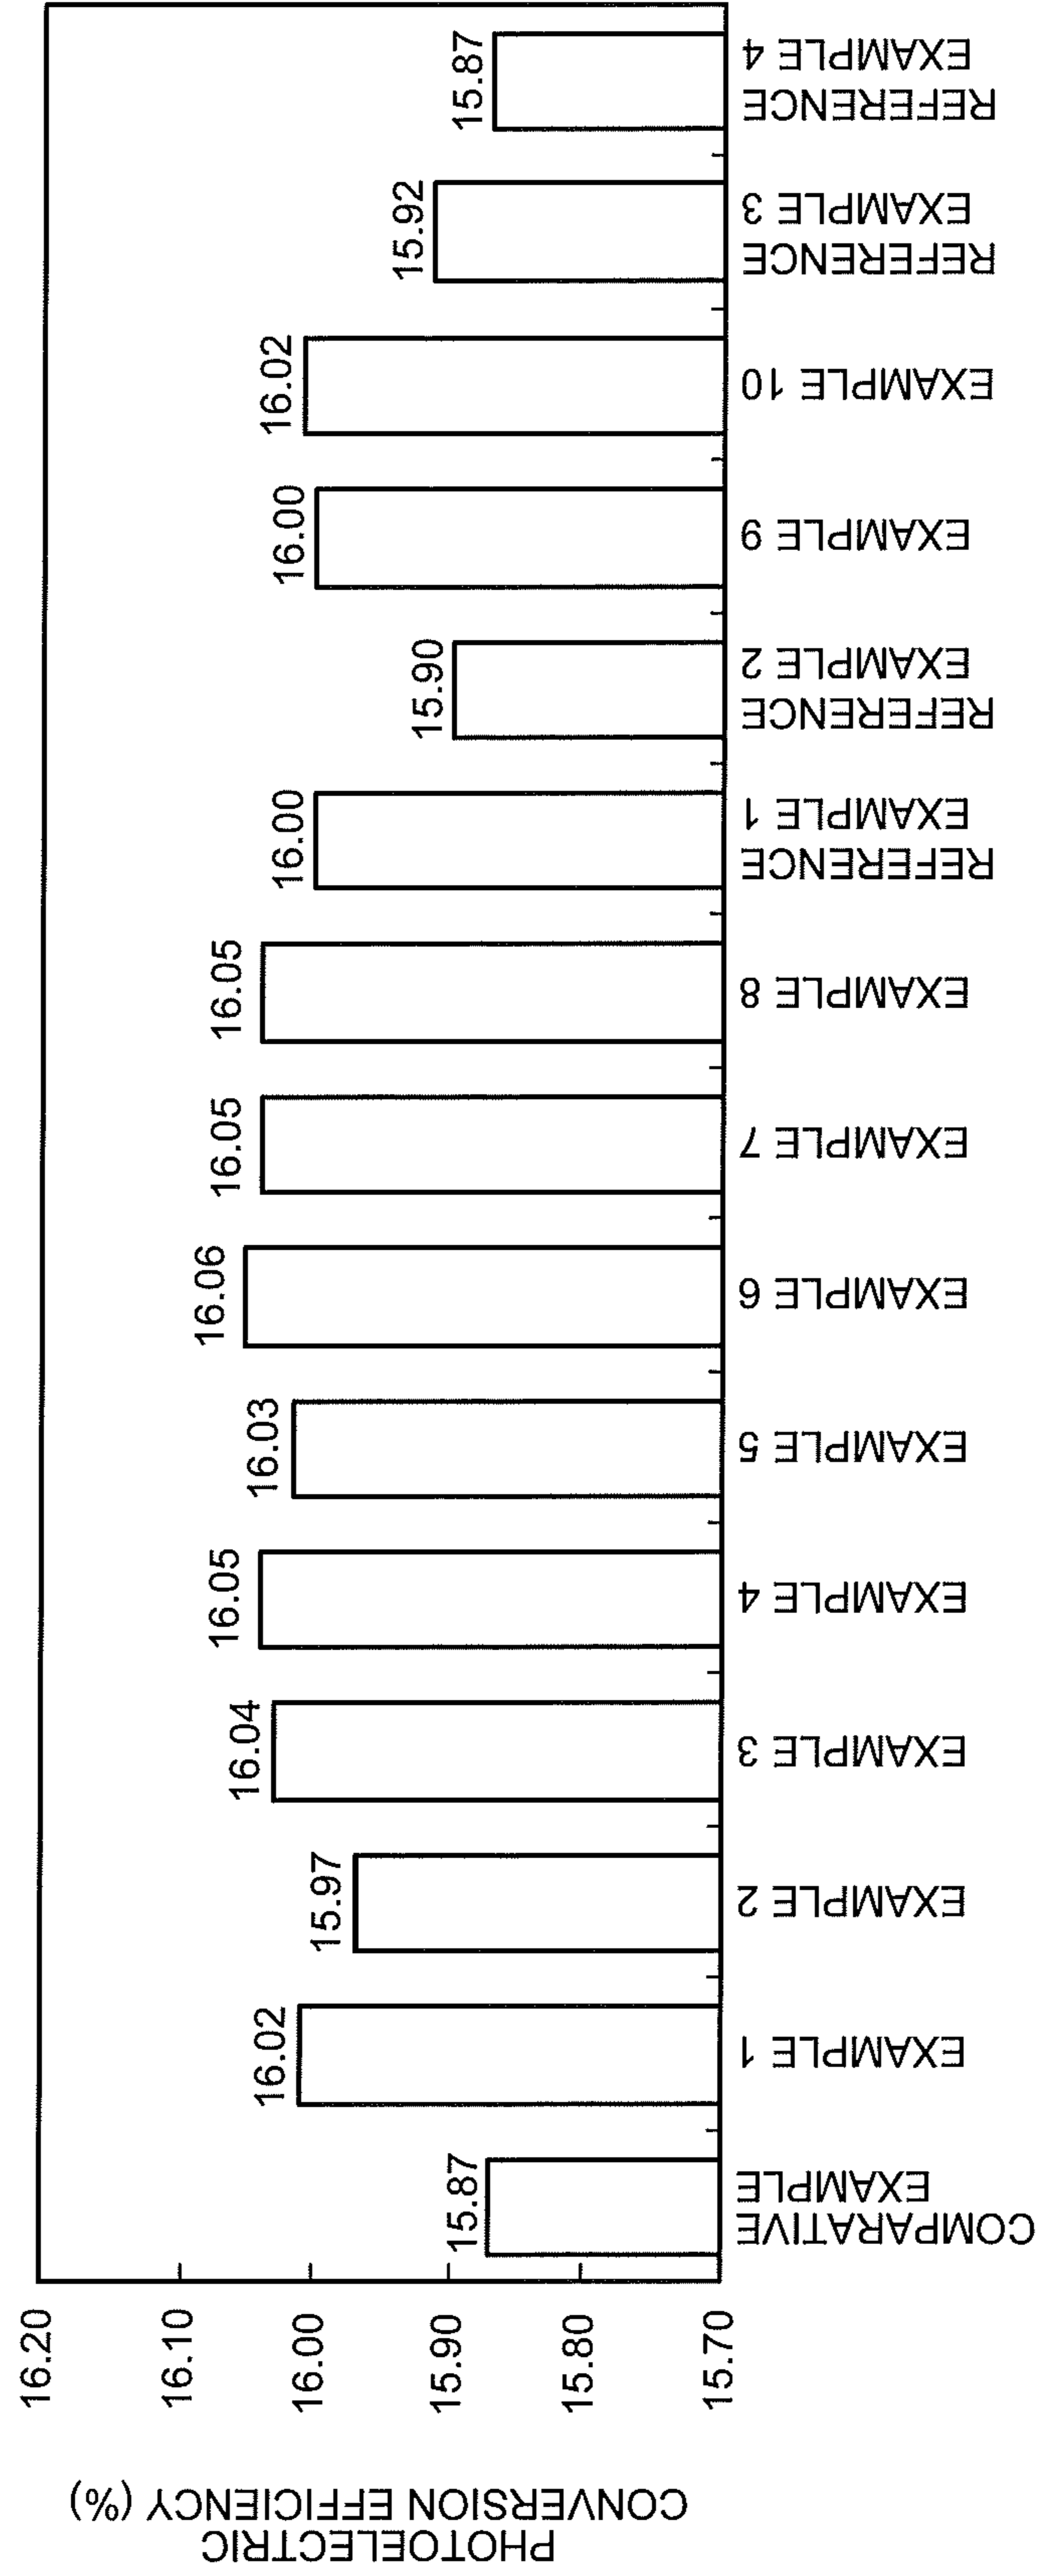 PHOTOELECTRIC
CONVERSION EFFICIENCY (%)
16.20
16.10
16.00
15.90
15.80
15.70
15.87
16.02
15.97
16.04
16.05
16.03
16.06
16.05
16.05
16.00
15.90
16.00
16.02
15.92
15.87
COMPARATIVE
EXAMPLE
EXAMPLE 1
EXAMPLE 2
EXAMPLE 3
EXAMPLE 4
EXAMPLE 5
EXAMPLE 6
EXAMPLE 7
EXAMPLE 8
REFERENCE
EXAMPLE 1
REFERENCE
EXAMPLE 2
EXAMPLE 9
EXAMPLE 10
REFERENCE
EXAMPLE 3
REFERENCE
EXAMPLE 4